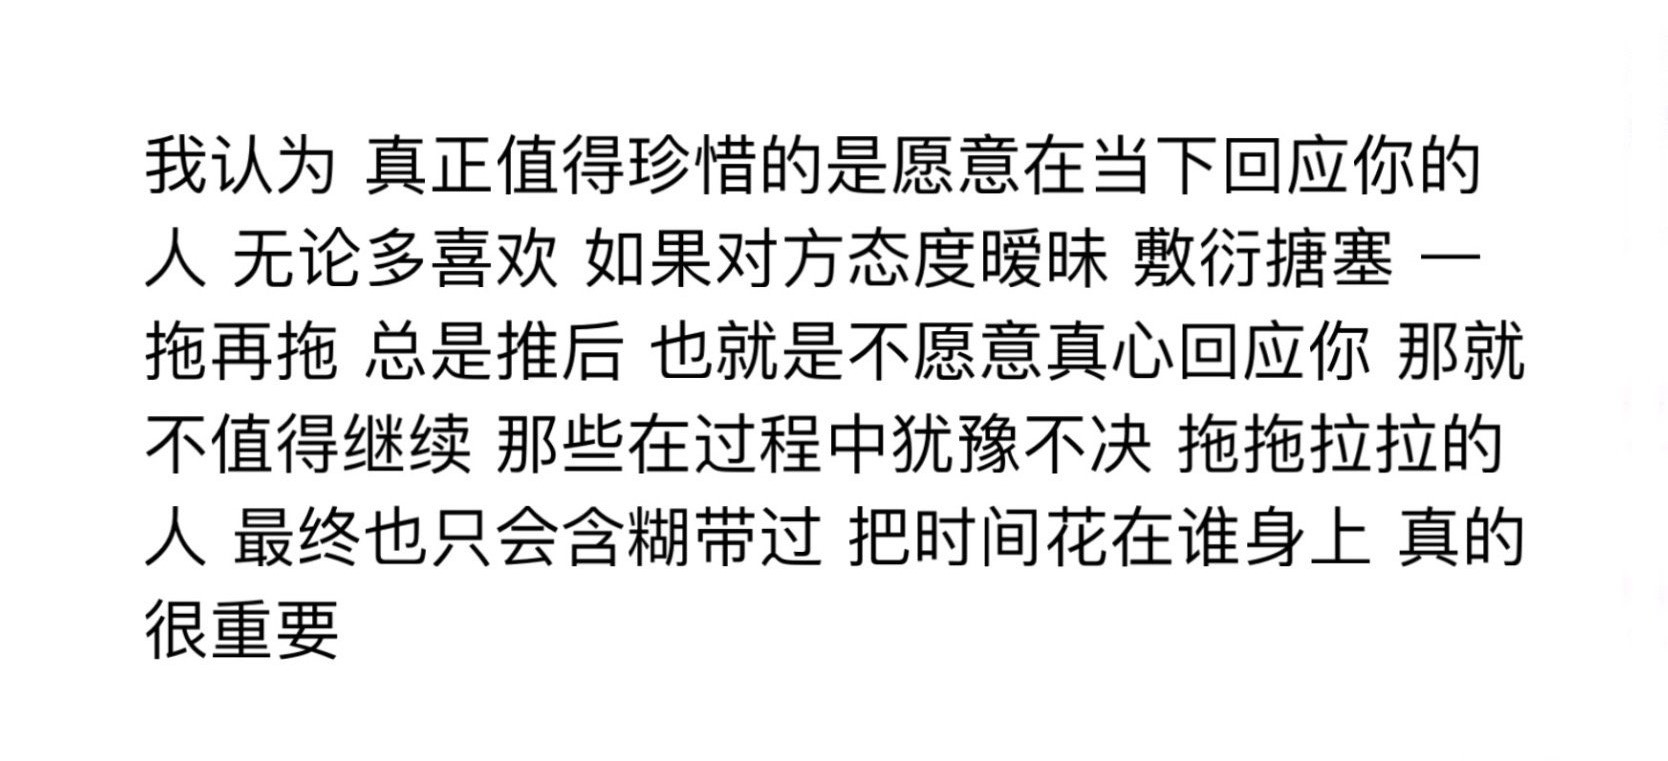 我认为 真正值得珍惜的是愿意在当下回应你的
人 无论多喜欢 如果对方态度暧昧 敷衍搪塞 一
拖再拖 总是推后 也就是不愿意真心回应你 那就
不值得继续 那些在过程中犹豫不决 拖拖拉拉的
人 最终也只会含糊带过 把时间花在谁身上 真的
很重要